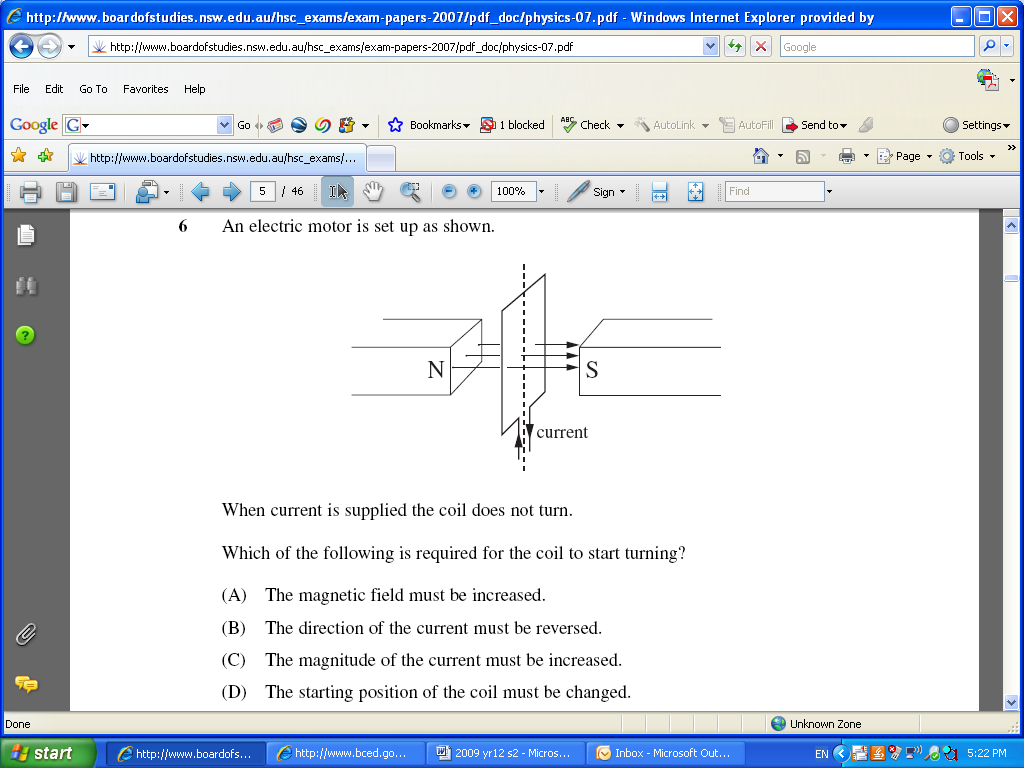 http://www.boardofstudies.nsw.edu.au/hsc_exams/exam-papers-2007/pdf_doc/physics-07.pdf - Windows Internet Explorer provided by
http://www.boardofstudies.nsw.edu.au/hsc_exams/exam-papers-2007/pdf_doc/physics-07.pdf
Google
File Edit Go To Favorites Help
Google G Go Bookmarks 1 blocked ABC Check AutoLink AutoFill Send to Settings
http://www.boardofstudies.nsw.edu.au/hsc_exams/... Page Tools »
5 / 46 100% Sign Find
6 An electric motor is set up as shown.
N S
current
When current is supplied the coil does not turn.
Which of the following is required for the coil to start turning?
(A) The magnetic field must be increased.
(B) The direction of the current must be reversed.
(C) The magnitude of the current must be increased.
(D) The starting position of the coil must be changed.
Done Unknown Zone
start http://www.boardofs... http://www.bced.go... 2009 yr12 s2 - Micros... Inbox - Microsoft Out... EN 5:22 PM